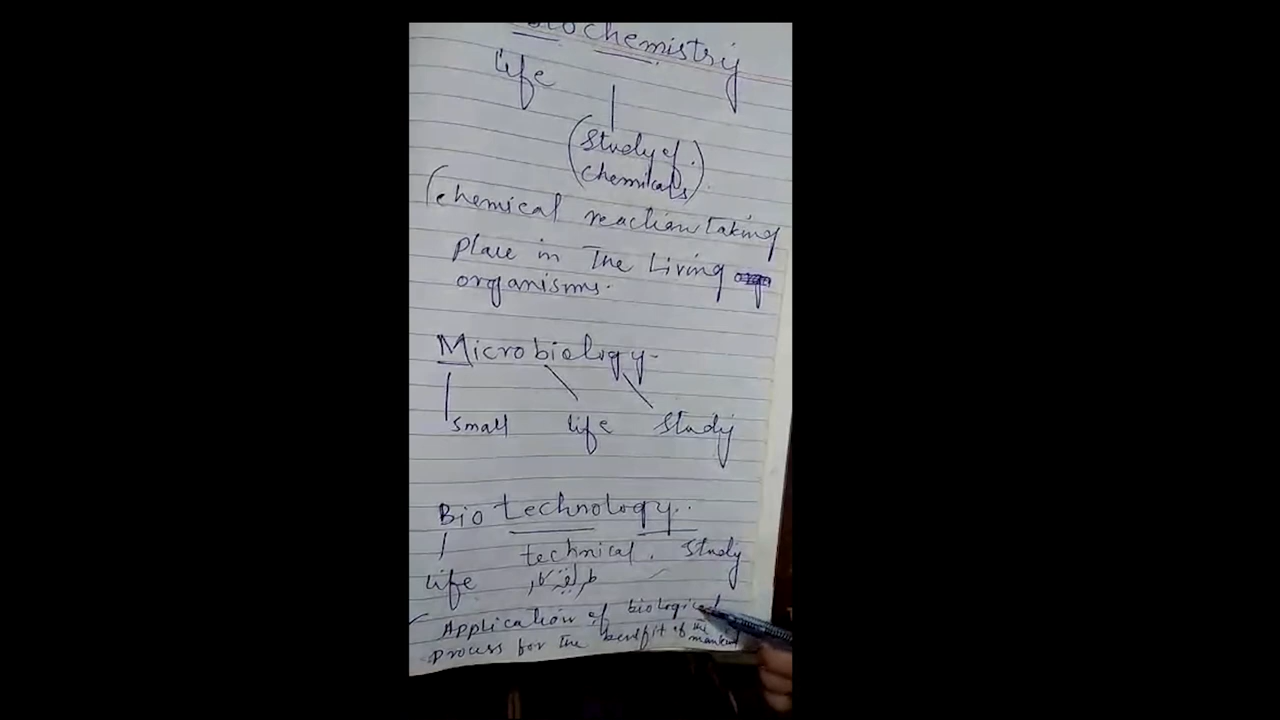 Biochemistry
Life
(Study of
Chemicals)
(chemical reaction Taking
Place in The Living
organisms.
Microbiology-
Small life Study
Bio technology..
technical. Study
Life طریقہ کار
Application of biological
Process for The benefit of the mankind